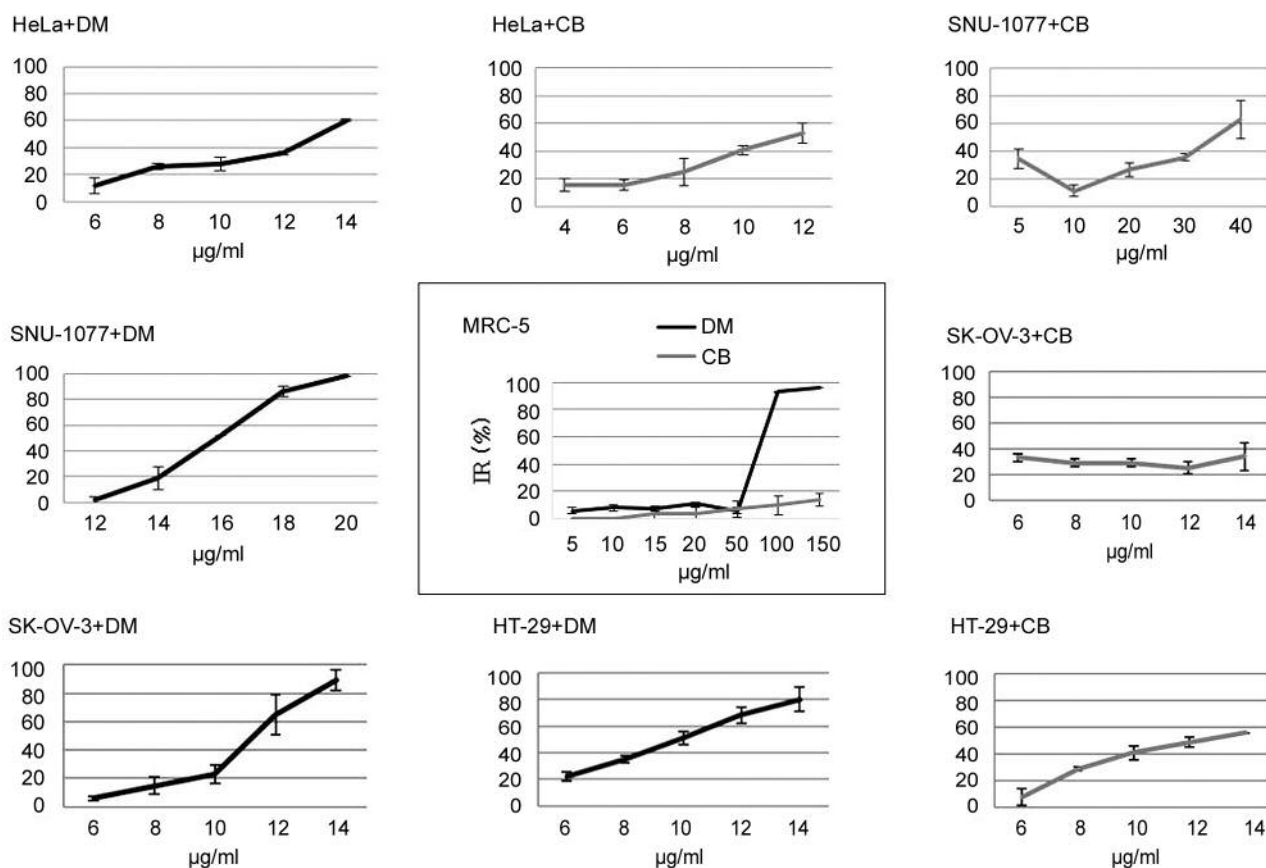 HeLa+DM
100
80
60
40
20
0
6 8 10 12 14
µg/ml
HeLa+CB
100
80
60
40
20
0
4 6 8 10 12
µg/ml
SNU-1077+CB
100
80
60
40
20
0
5 10 20 30 40
µg/ml
SNU-1077+DM
100
80
60
40
20
0
12 14 16 18 20
µg/ml
MRC-5
DM
CB
IR (%)
100
80
60
40
20
0
5 10 15 20 50 100 150
µg/ml
SK-OV-3+CB
100
80
60
40
20
0
6 8 10 12 14
µg/ml
SK-OV-3+DM
100
80
60
40
20
0
6 8 10 12 14
µg/ml
HT-29+DM
100
80
60
40
20
0
6 8 10 12 14
µg/ml
HT-29+CB
100
80
60
40
20
0
6 8 10 12 14
µg/ml